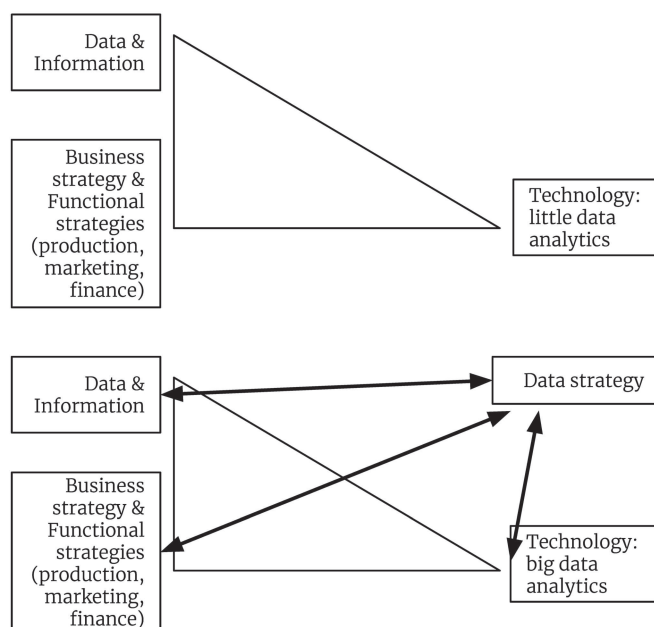 Data &
Information
Business
strategy &
Functional
strategies
(production,
marketing,
finance)
Technology:
little data
analytics
Data &
Information
Data strategy
Business
strategy &
Functional
strategies
(production,
marketing,
finance)
Technology:
big data
analytics